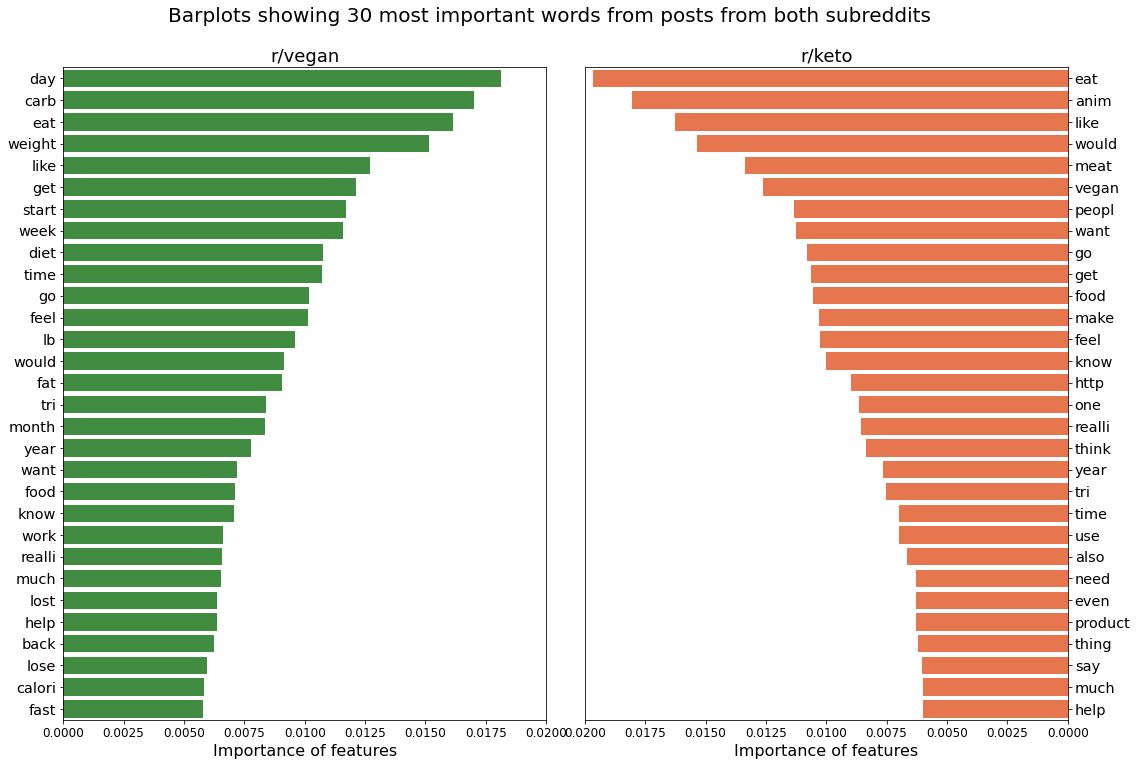 Barplots showing 30 most important words from posts from both subreddits
r/vegan
day
carb
eat
weight
like
get
start
week
diet
time
go
feel
lb
would
fat
tri
month
year
want
food
know
work
realli
much
lost
help
back
lose
calori
fast
0.0000 0.0025 0.0050 0.0075 0.0100 0.0125 0.0150 0.0175 0.0200
Importance of features
r/keto
eat
anim
like
would
meat
vegan
peopl
want
go
get
food
make
feel
know
http
one
realli
think
year
tri
time
use
also
need
even
product
thing
say
much
help
0.0200 0.0175 0.0150 0.0125 0.0100 0.0075 0.0050 0.0025 0.0000
Importance of features